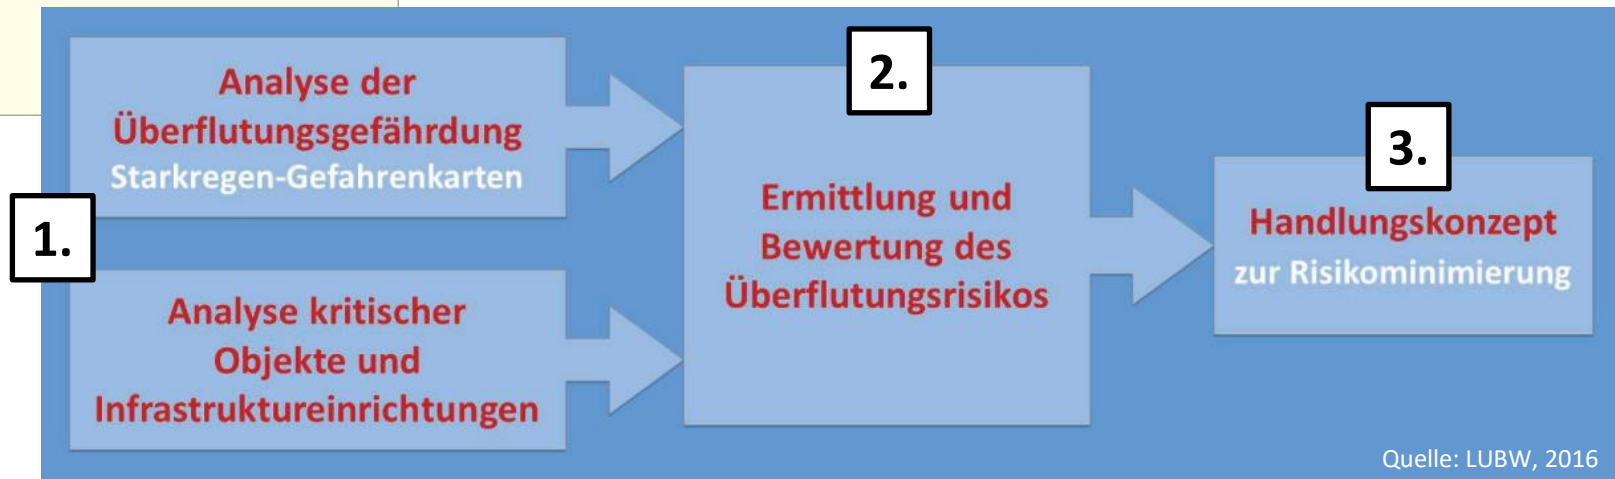 1.
Analyse der
Überflutungsgefährdung
Starkregen-Gefahrenkarten
Analyse kritischer
Objekte und
Infrastruktureinrichtungen
2.
Ermittlung und
Bewertung des
Überflutungsrisikos
3.
Handlungskonzept
zur Risikominimierung
Quelle: LUBW, 2016